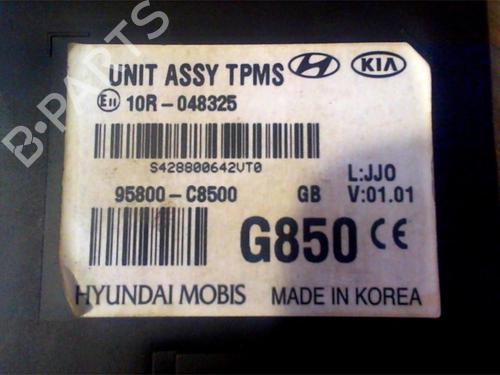 UNIT ASSY TPMS KIA
E11 10R-048325
S428800642VT0
L:JJO
95800-C8500 GB V:01.01
G850 CE
HYUNDAI MOBIS MADE IN KOREA
B-PARTS